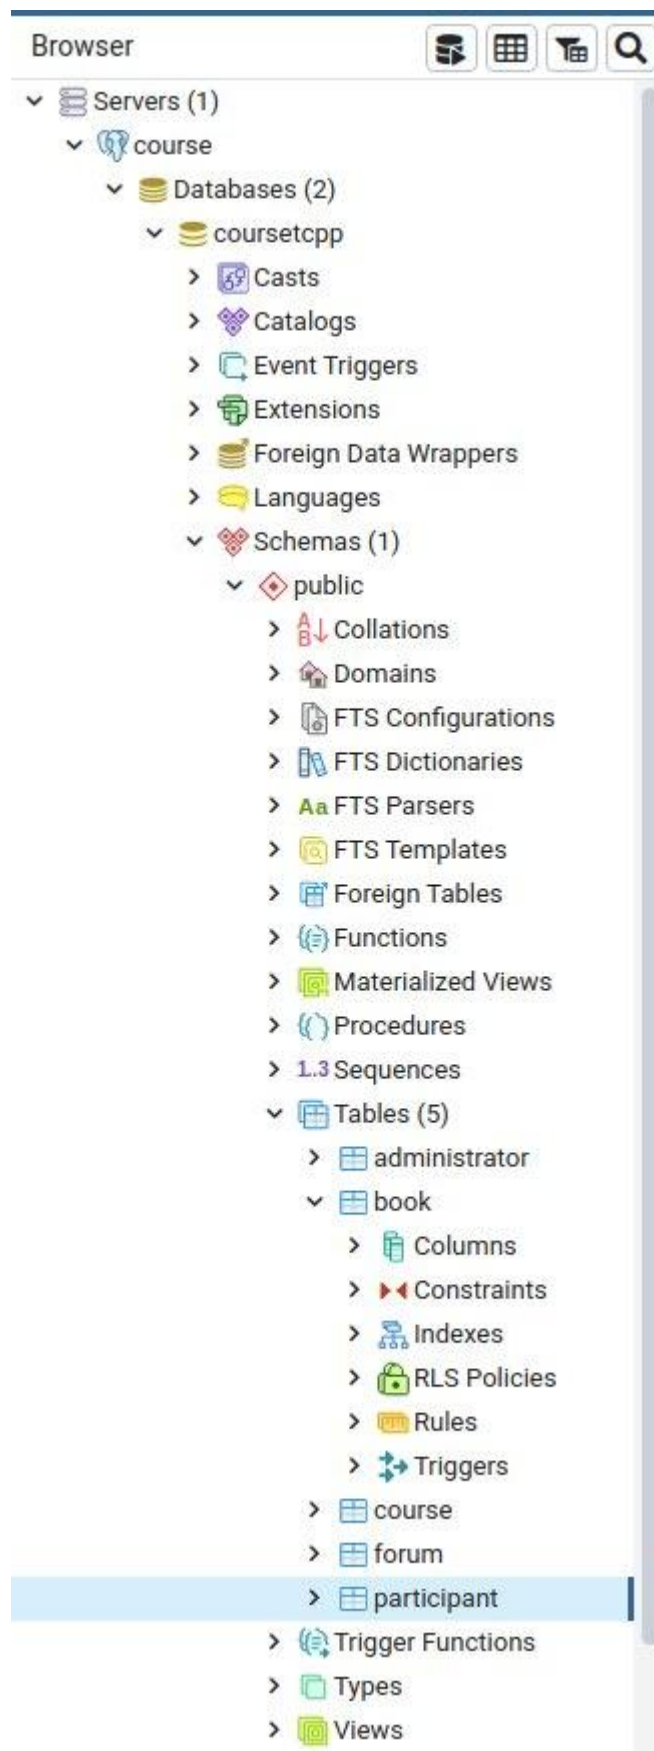 Browser
Servers (1)
course
Databases (2)
coursetcpp
Casts
Catalogs
Event Triggers
Extensions
Foreign Data Wrappers
Languages
Schemas (1)
public
Collations
Domains
FTS Configurations
FTS Dictionaries
Aa FTS Parsers
FTS Templates
Foreign Tables
Functions
Materialized Views
Procedures
1..3 Sequences
Tables (5)
administrator
book
Columns
Constraints
Indexes
RLS Policies
Rules
Triggers
course
forum
participant
Trigger Functions
Types
Views